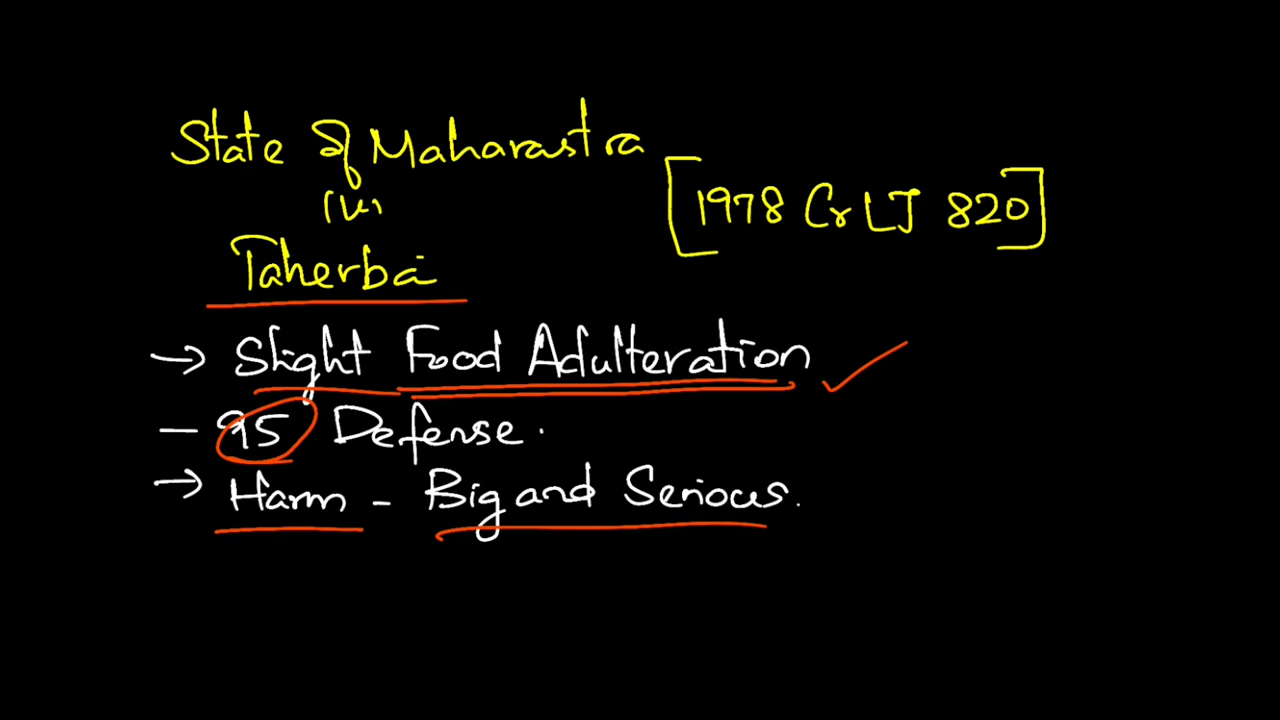 State of Maharastra
(V)
[1978 Cr LJ 820]
Taherbai
→ Slight Food Adulteration ✓
- 95 Defense.
→ Harm - Big and Serious.